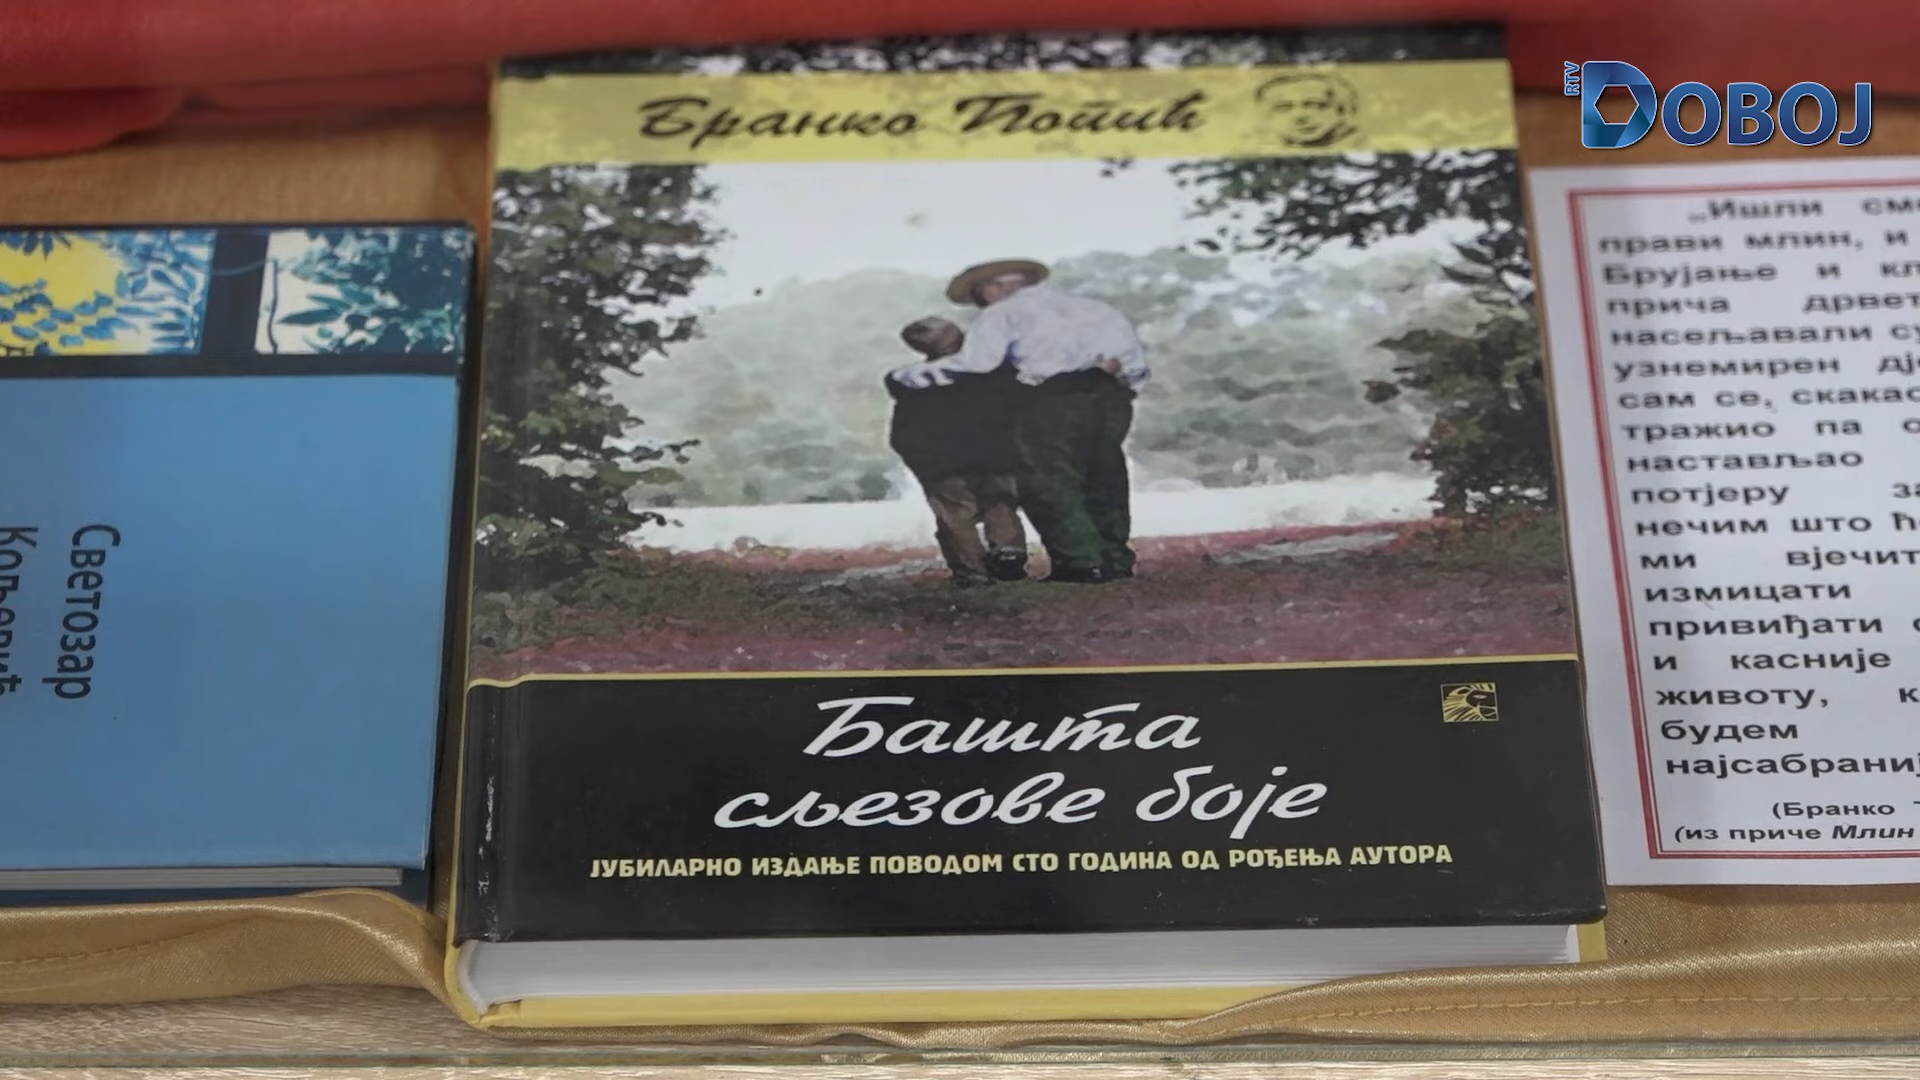 Бранко Ћопић
RTV DOBOJ
Светозар
Кољевић
Башта
сљезове боје
ЈУБИЛАРНО ИЗДАЊЕ ПОВОДОМ СТО ГОДИНА ОД РОЂЕЊА АУТОРА
„Ишли
прави млин, и
Брујање и
прича
насељавали
узнемирен
сам се,
тражио па
настављао
потјеру
нечим што
ми
измицати
привиђати
и касније
животу,
будем
(Бранко
(из приче Млин